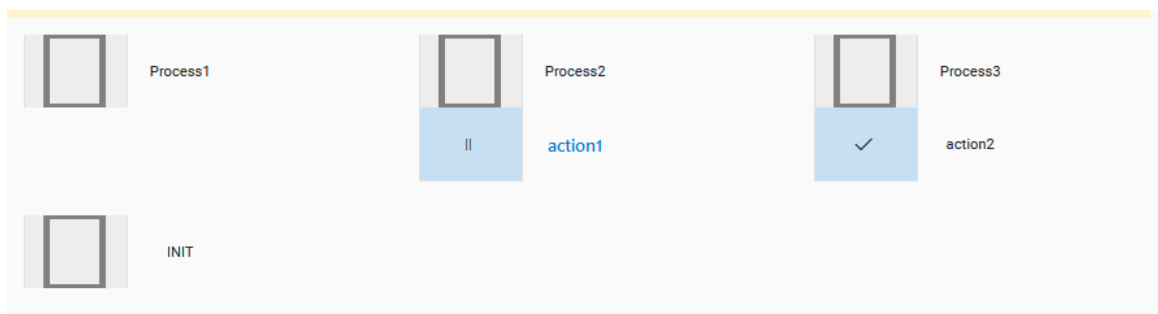 Process1
Process2
Process3
action1
action2
INIT